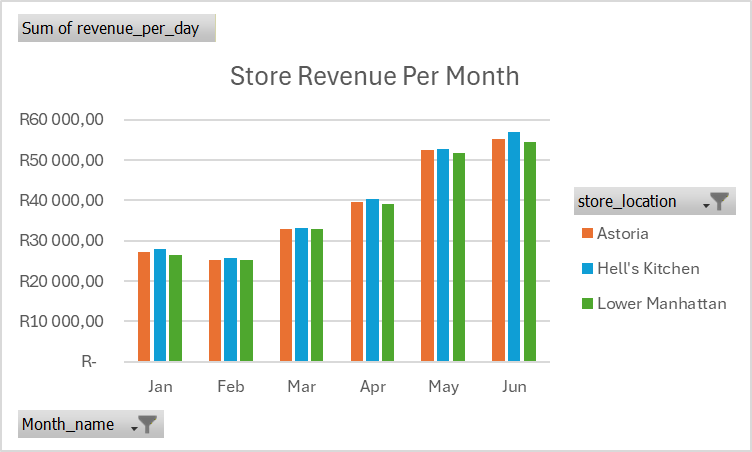 Sum of revenue_per_day
Store Revenue Per Month
R60 000,00
R50 000,00
R40 000,00
R30 000,00
R20 000,00
R10 000,00
R-
Jan Feb Mar Apr May Jun
store_location
Astoria
Hell's Kitchen
Lower Manhattan
Month_name